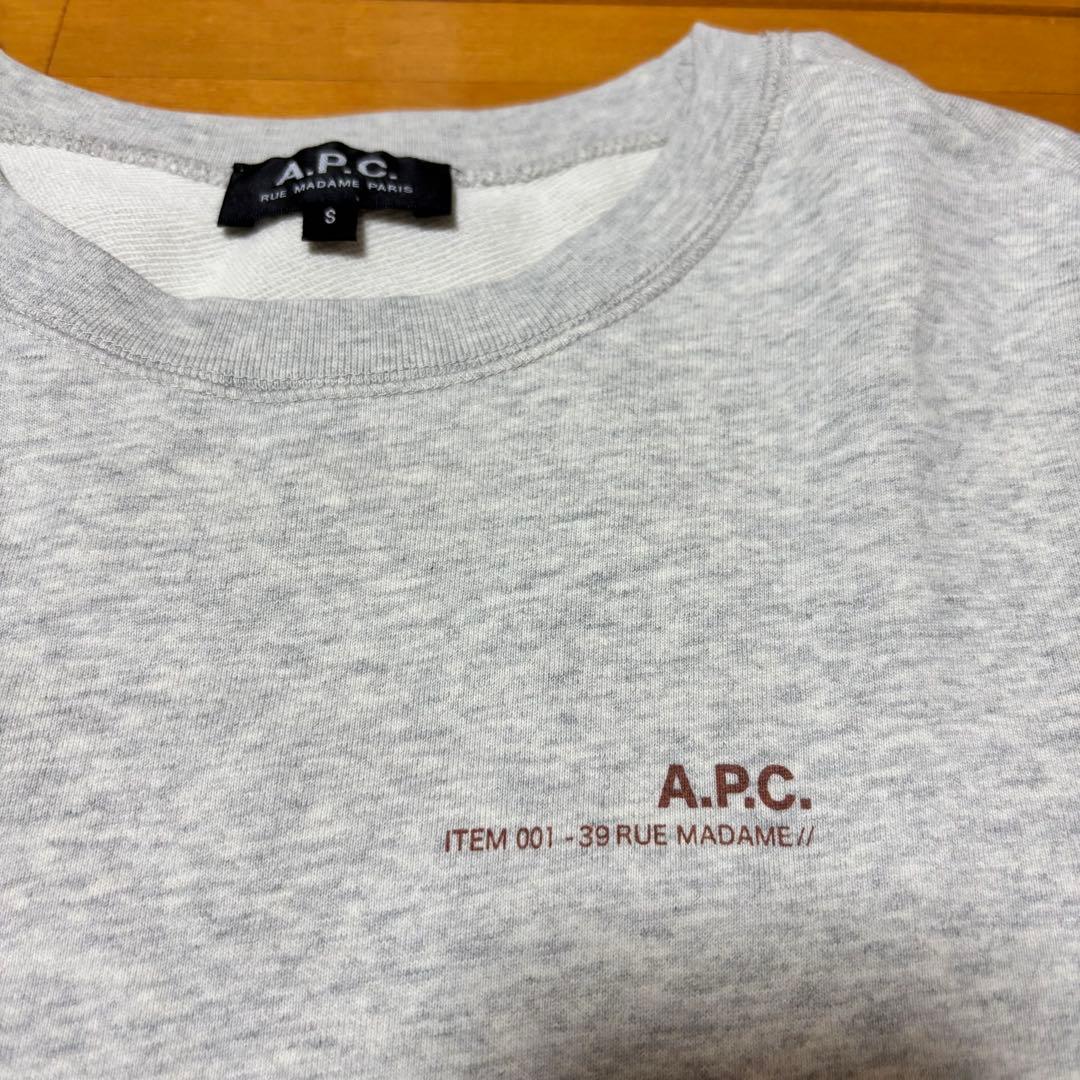 A.P.C.
RUE MADAME PARIS
S
A.P.C.
ITEM 001 - 39 RUE MADAME //